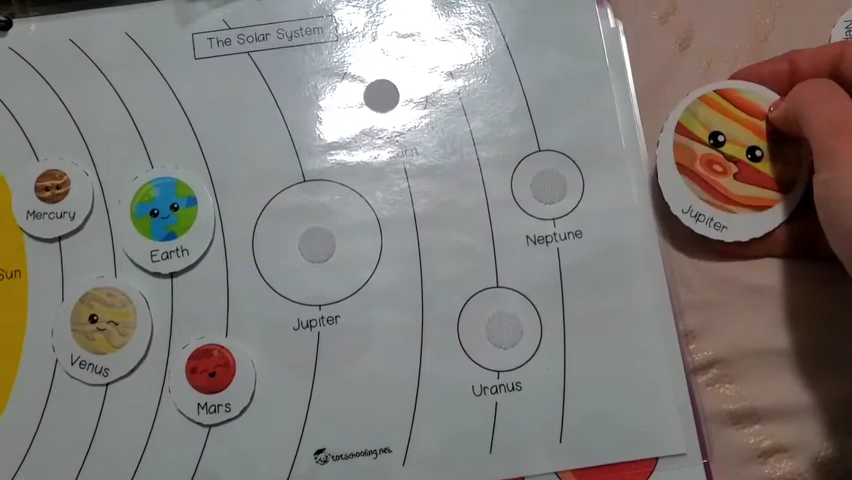 The Solar System
Sun
Mercury
Venus
Earth
Mars
Jupiter
Uranus
Neptune
Jupiter
totschooling.net